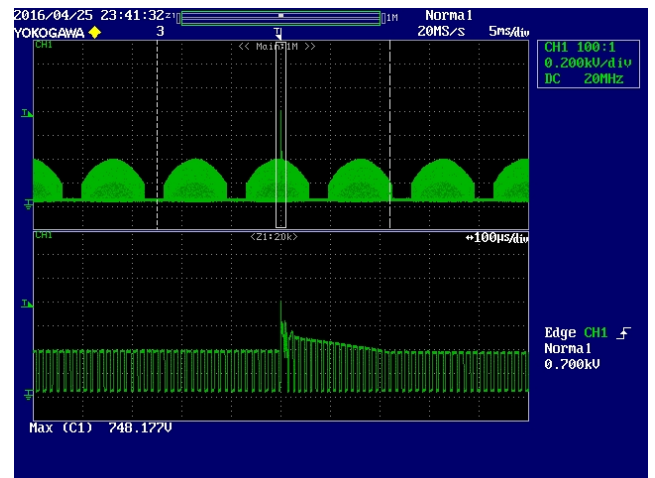 2016/04/25 23:41:32 Z1 1M Normal
YOKOGAWA 3 T 20MS/s 5ms/div
CH1 << Main:1M >> CH1 100:1
0.200kV/div
DC 20MHz
T
CH1 <Z1:20k> 100µs/div
T
Edge CH1
Normal
0.700kV
Max (C1) 748.177V